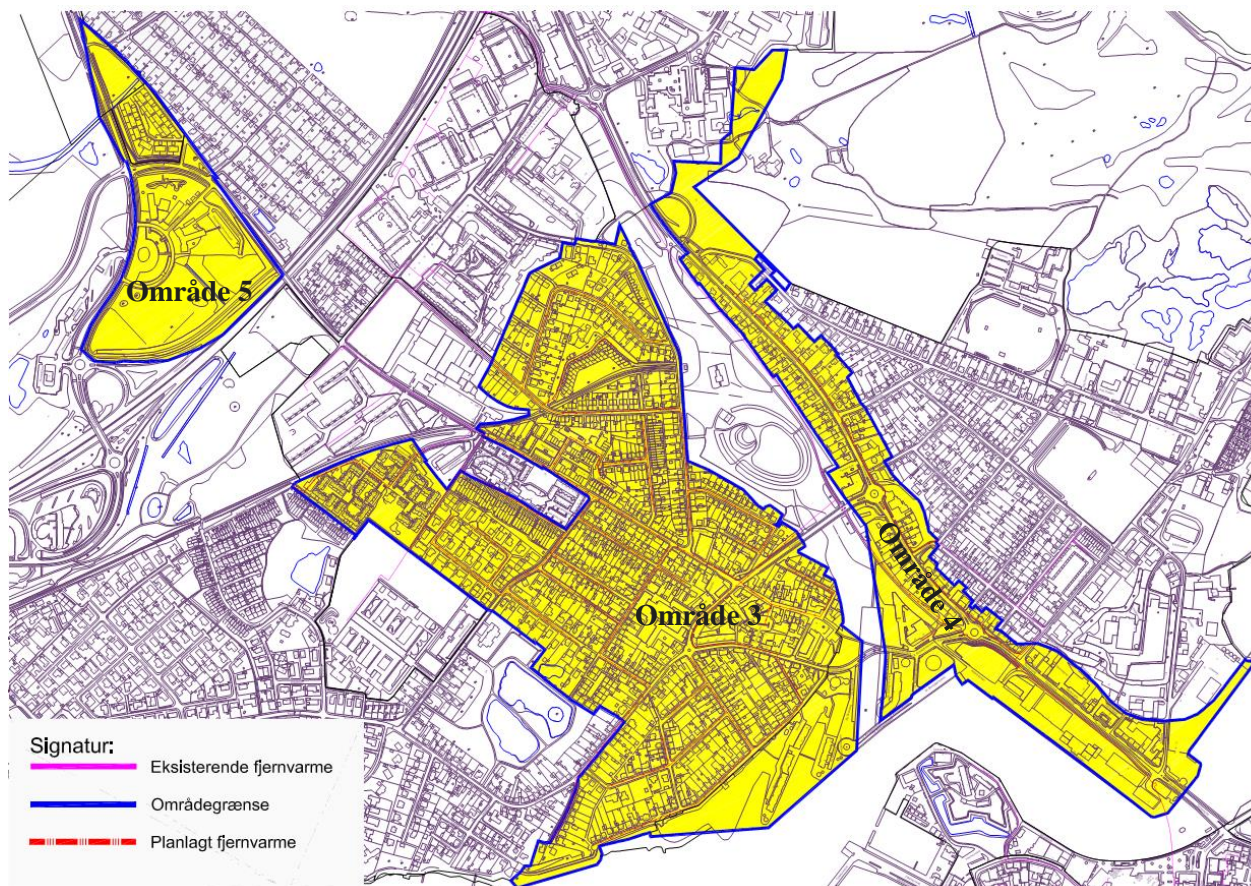 Område 5
Område 4
Område 3
Signatur:
Eksisterende fjernvarme
Områdegrænse
Planlagt fjernvarme